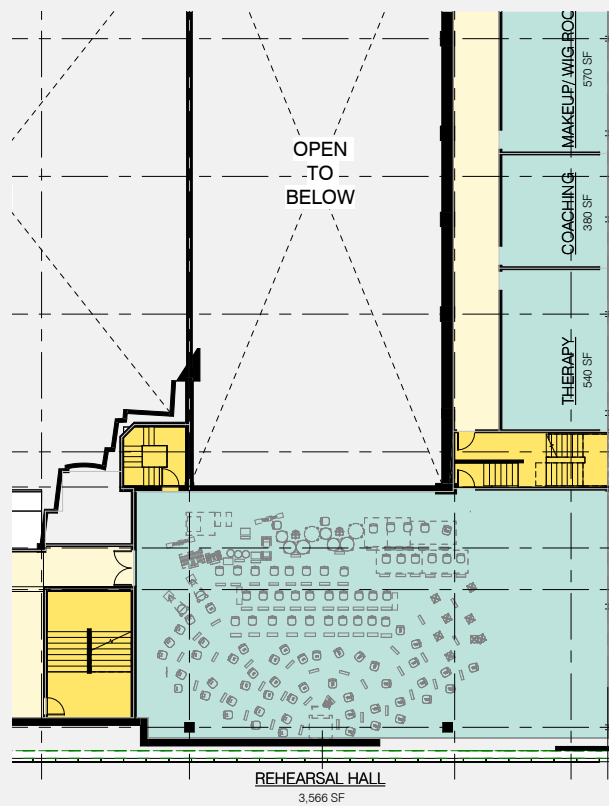 MAKEUP/ WIG ROO
570 SF
OPEN
TO
BELOW
COACHING
380 SF
THERAPY
540 SF
REHEARSAL HALL
3,566 SF